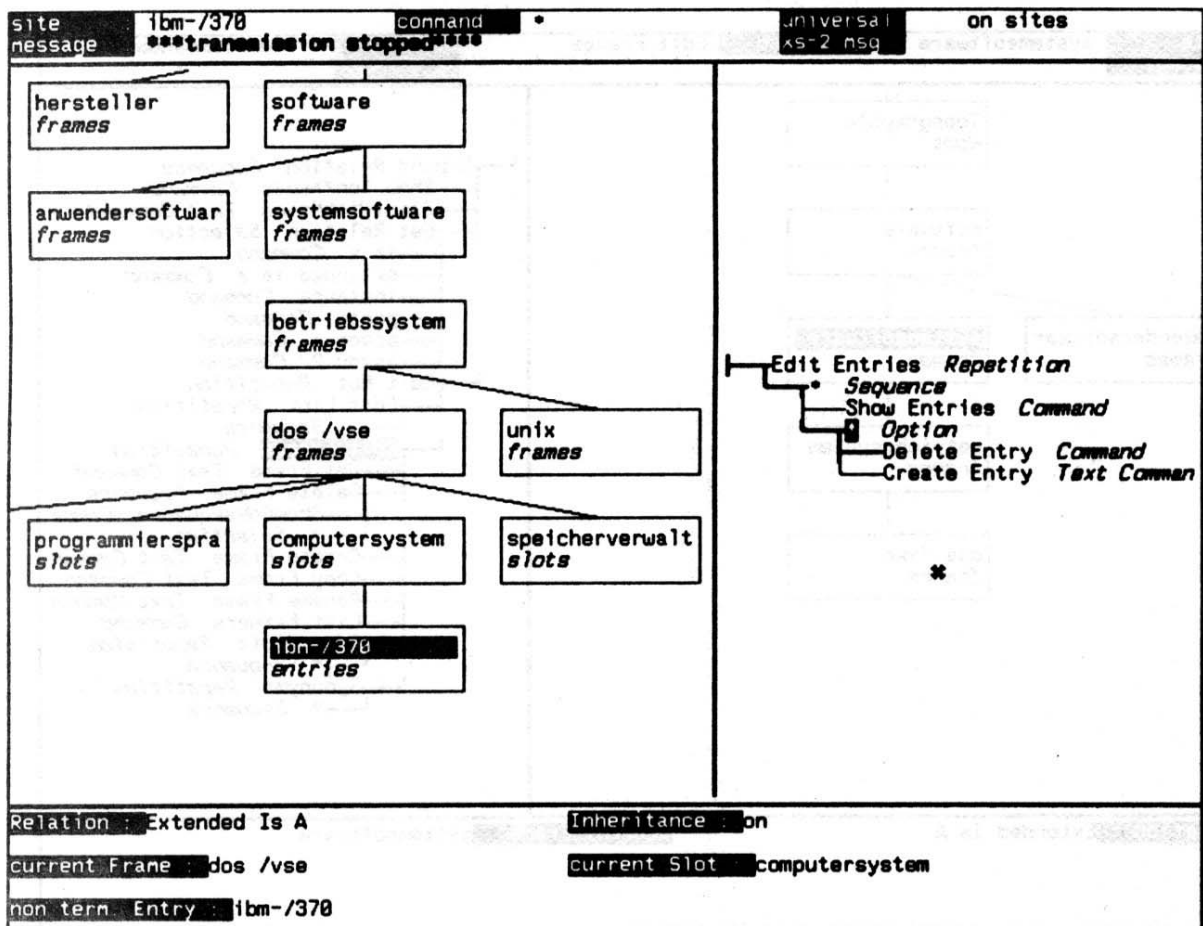 site ibm-/370 command * universal on sites
message ***transmission stopped**** xs-2 msg
hersteller software
frames frames
anwendersoftwar systemsoftware
frames frames
betriebssystem
frames
dos /vse unix
frames frames
programmierspra computersystem speicherverwalt
slots slots slots
ibm-/370
entries
Edit Entries Repetition
* Sequence
Show Entries Command
* Option
Delete Entry Command
Create Entry Text Comman
Relation : Extended Is A Inheritance : on
current Frame : dos /vse current Slot : computersystem
non term. Entry : ibm-/370